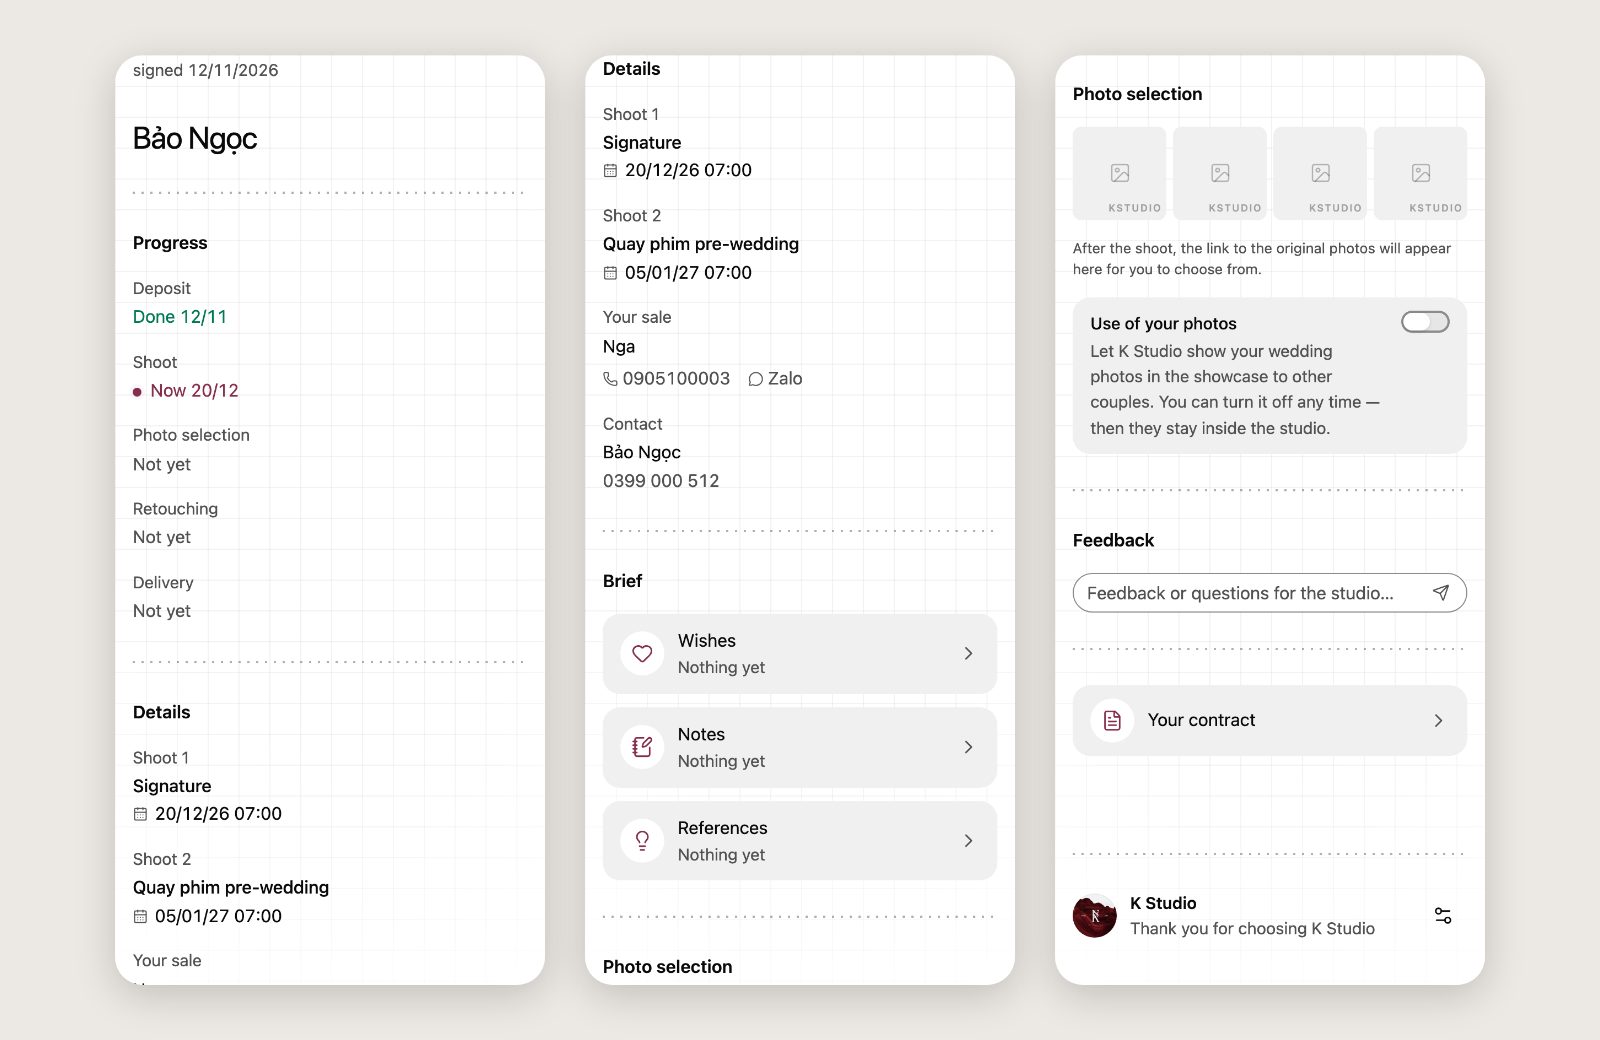 signed 12/11/2026
Bảo Ngọc
Progress
Deposit
Done 12/11
Shoot
Now 20/12
Photo selection
Not yet
Retouching
Not yet
Delivery
Not yet
Details
Shoot 1
Signature
20/12/26 07:00
Shoot 2
Quay phim pre-wedding
05/01/27 07:00
Your sale
Details
Shoot 1
Signature
20/12/26 07:00
Shoot 2
Quay phim pre-wedding
05/01/27 07:00
Your sale
Nga
0905100003 Zalo
Contact
Bảo Ngọc
0399 000 512
Brief
Wishes
Nothing yet
Notes
Nothing yet
References
Nothing yet
Photo selection
Photo selection
KSTUDIO KSTUDIO KSTUDIO KSTUDIO
After the shoot, the link to the original photos will appear
here for you to choose from.
Use of your photos
Let K Studio show your wedding
photos in the showcase to other
couples. You can turn it off any time —
then they stay inside the studio.
Feedback
Feedback or questions for the studio...
Your contract
K
K Studio
Thank you for choosing K Studio